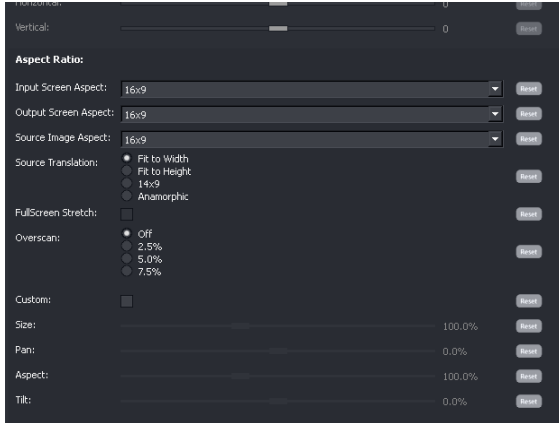 Horizontal: 0 Reset
Vertical: 0 Reset
Aspect Ratio:
Input Screen Aspect: 16x9 Reset
Output Screen Aspect: 16x9 Reset
Source Image Aspect: 16x9 Reset
Source Translation: Fit to Width
Fit to Height
14x9
Anamorphic
Reset
FullScreen Stretch: Reset
Overscan: Off
2.5%
5.0%
7.5%
Reset
Custom: Reset
Size: 100.0% Reset
Pan: 0.0% Reset
Aspect: 100.0% Reset
Tilt: 0.0% Reset